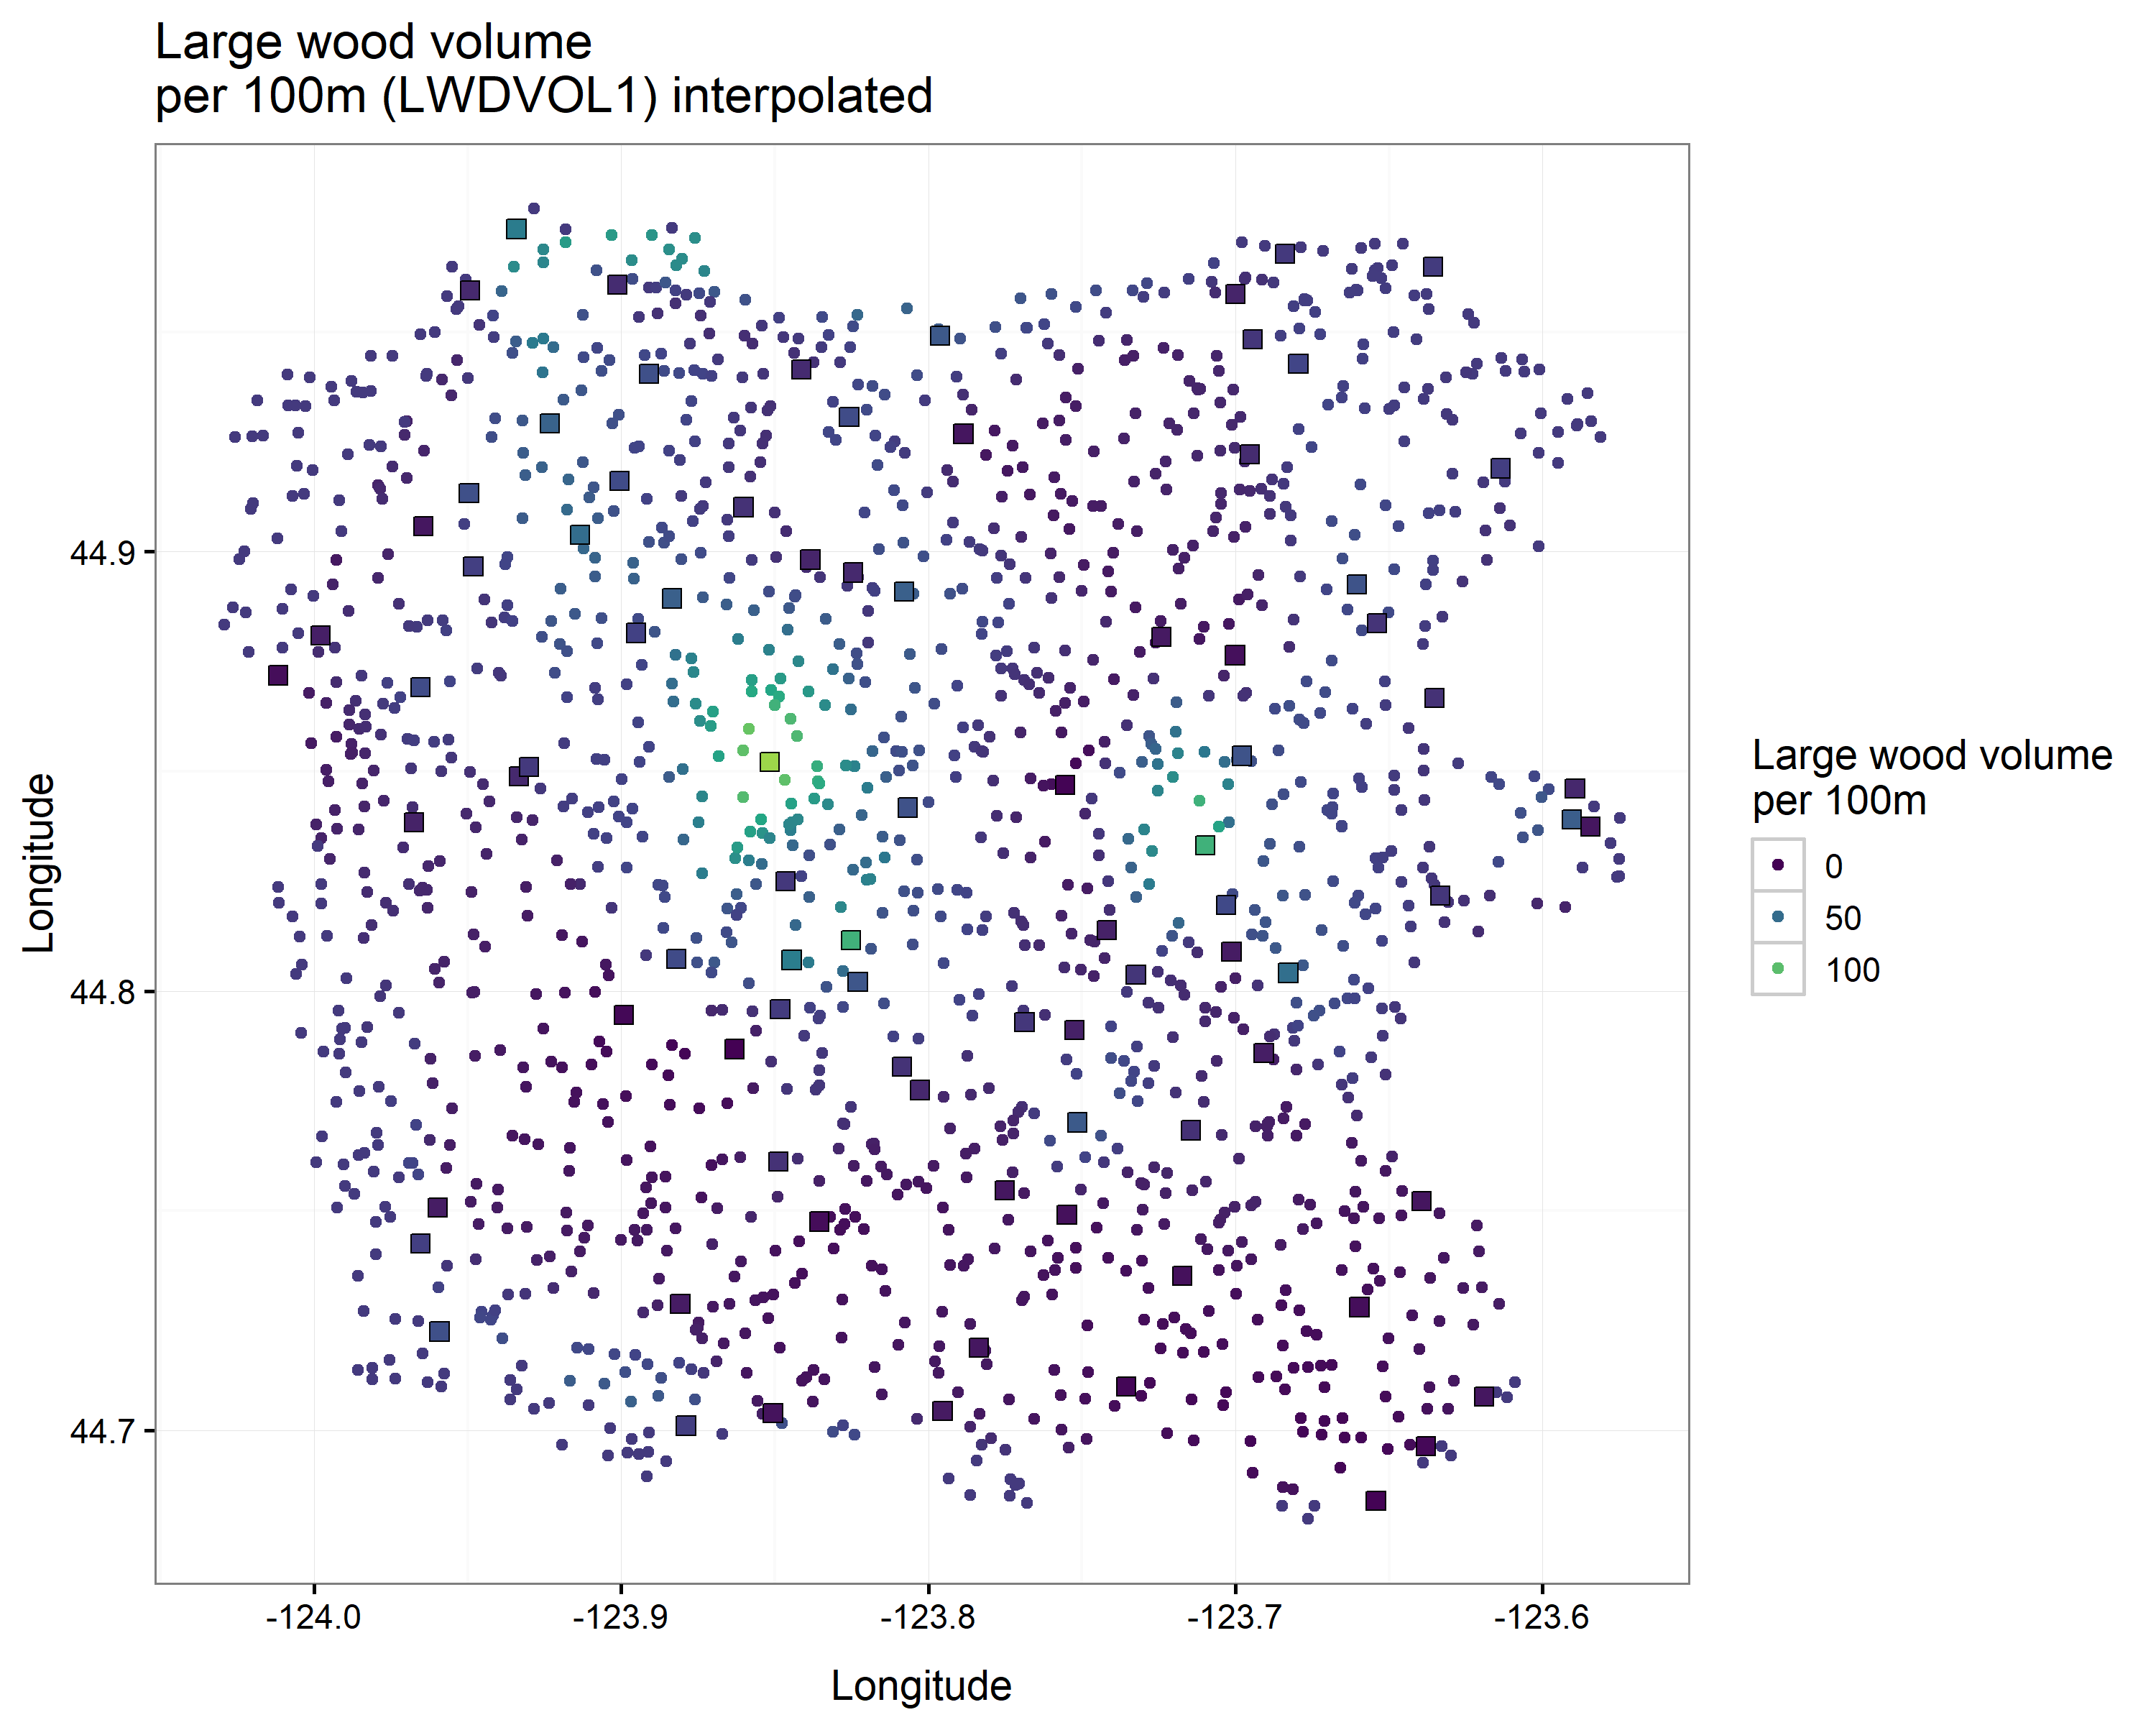 Large wood volume
per 100m (LWDVOL1) interpolated
Longitude
44.9
44.8
44.7
-124.0
-123.9
-123.8
-123.7
-123.6
Longitude
Large wood volume
per 100m
0
50
100